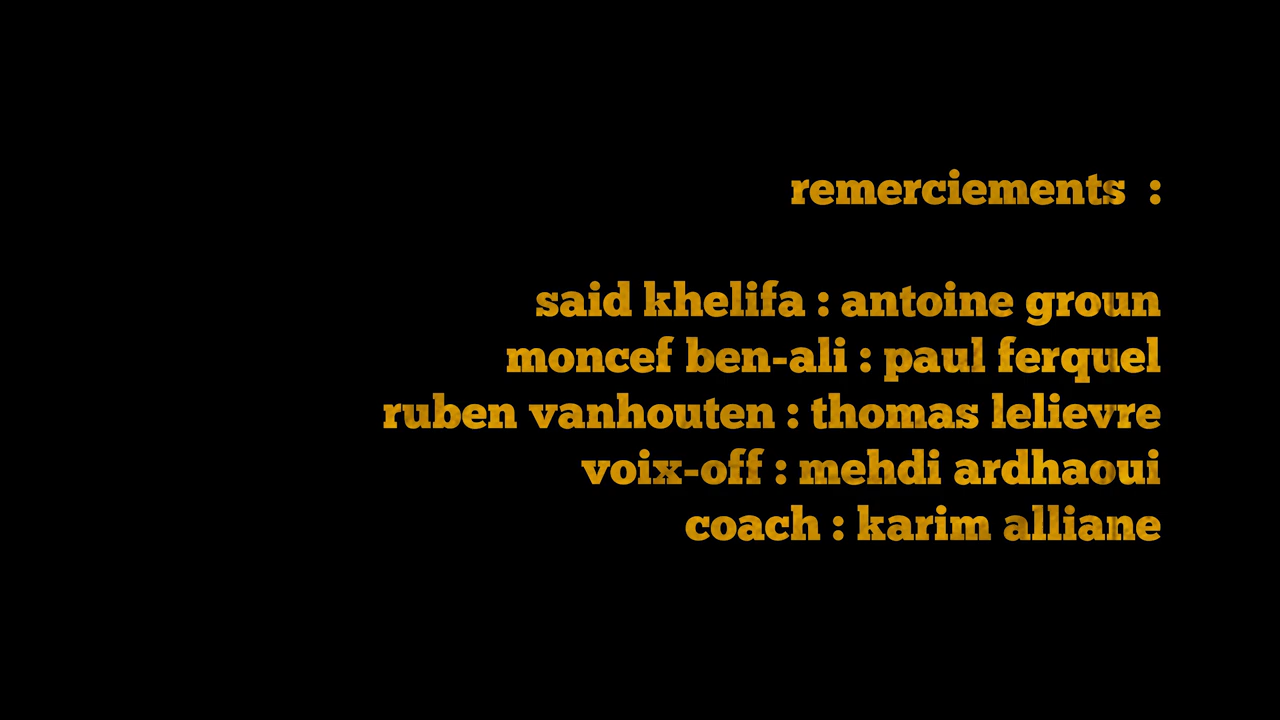 remerciements :
said khelifa : antoine groun
moncef ben-ali : paul ferquel
ruben vanhouten : thomas lelievre
voix-off : mehdi ardhaoui
coach : karim alliane